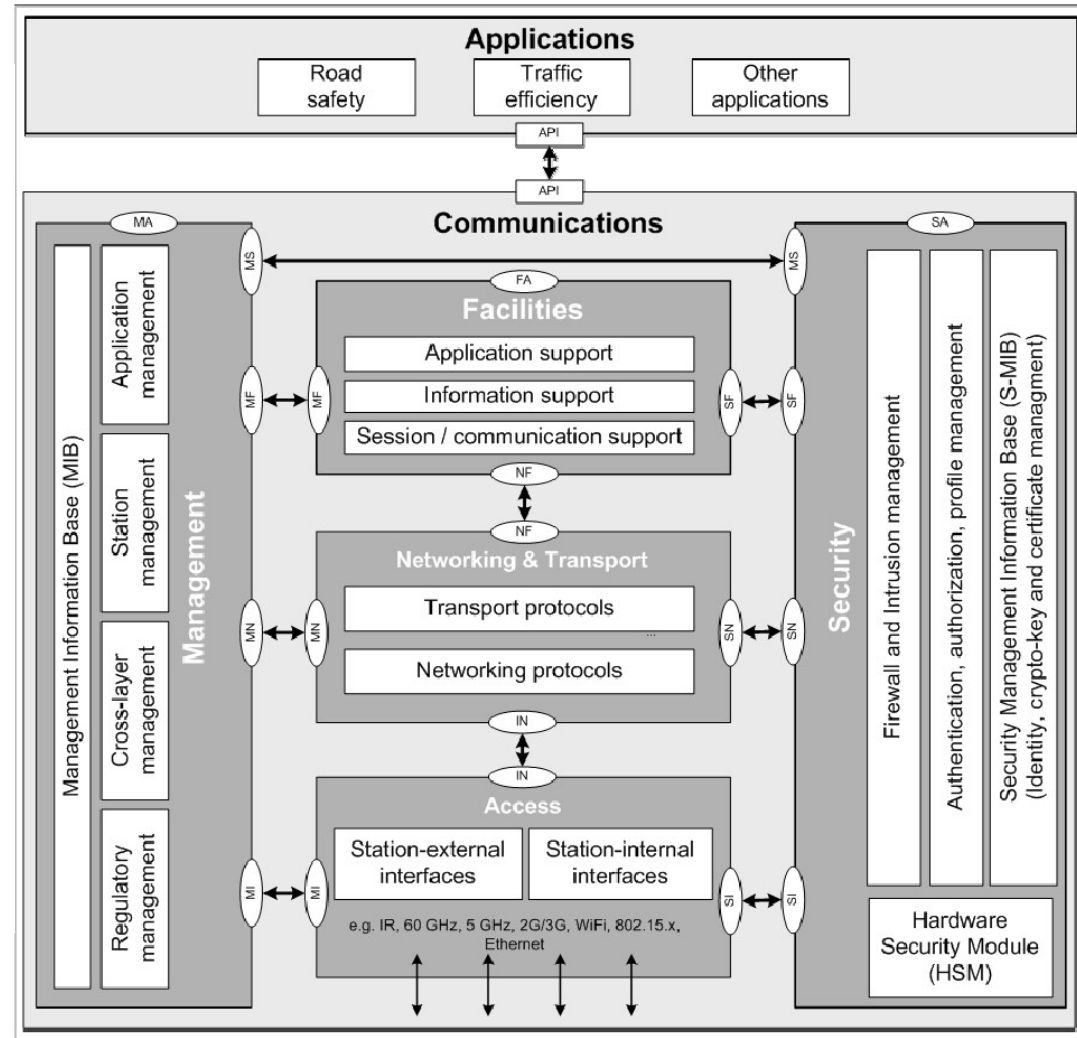 Applications
Road
safety
Traffic
efficiency
Other
applications
API
API
Communications
MA
SA
MS
MS
FA
Facilities
Application support
Information support
Session / communication support
MF
MF
SF
SF
NF
NF
Networking & Transport
Transport protocols
...
Networking protocols
MN
MN
SN
SN
IN
IN
Access
Station-external
interfaces
Station-internal
interfaces
e.g. IR, 60 GHz, 5 GHz, 2G/3G, WiFi, 802.15.x,
Ethernet
MI
MI
SI
SI
Management Information Base (MIB)
Application
management
Station
management
Cross-layer
management
Regulatory
management
Management
Security
Firewall and Intrusion management
Authentication, authorization, profile management
Security Management Information Base (S-MIB)
(Identity, crypto-key and certificate managment)
Hardware
Security Module
(HSM)